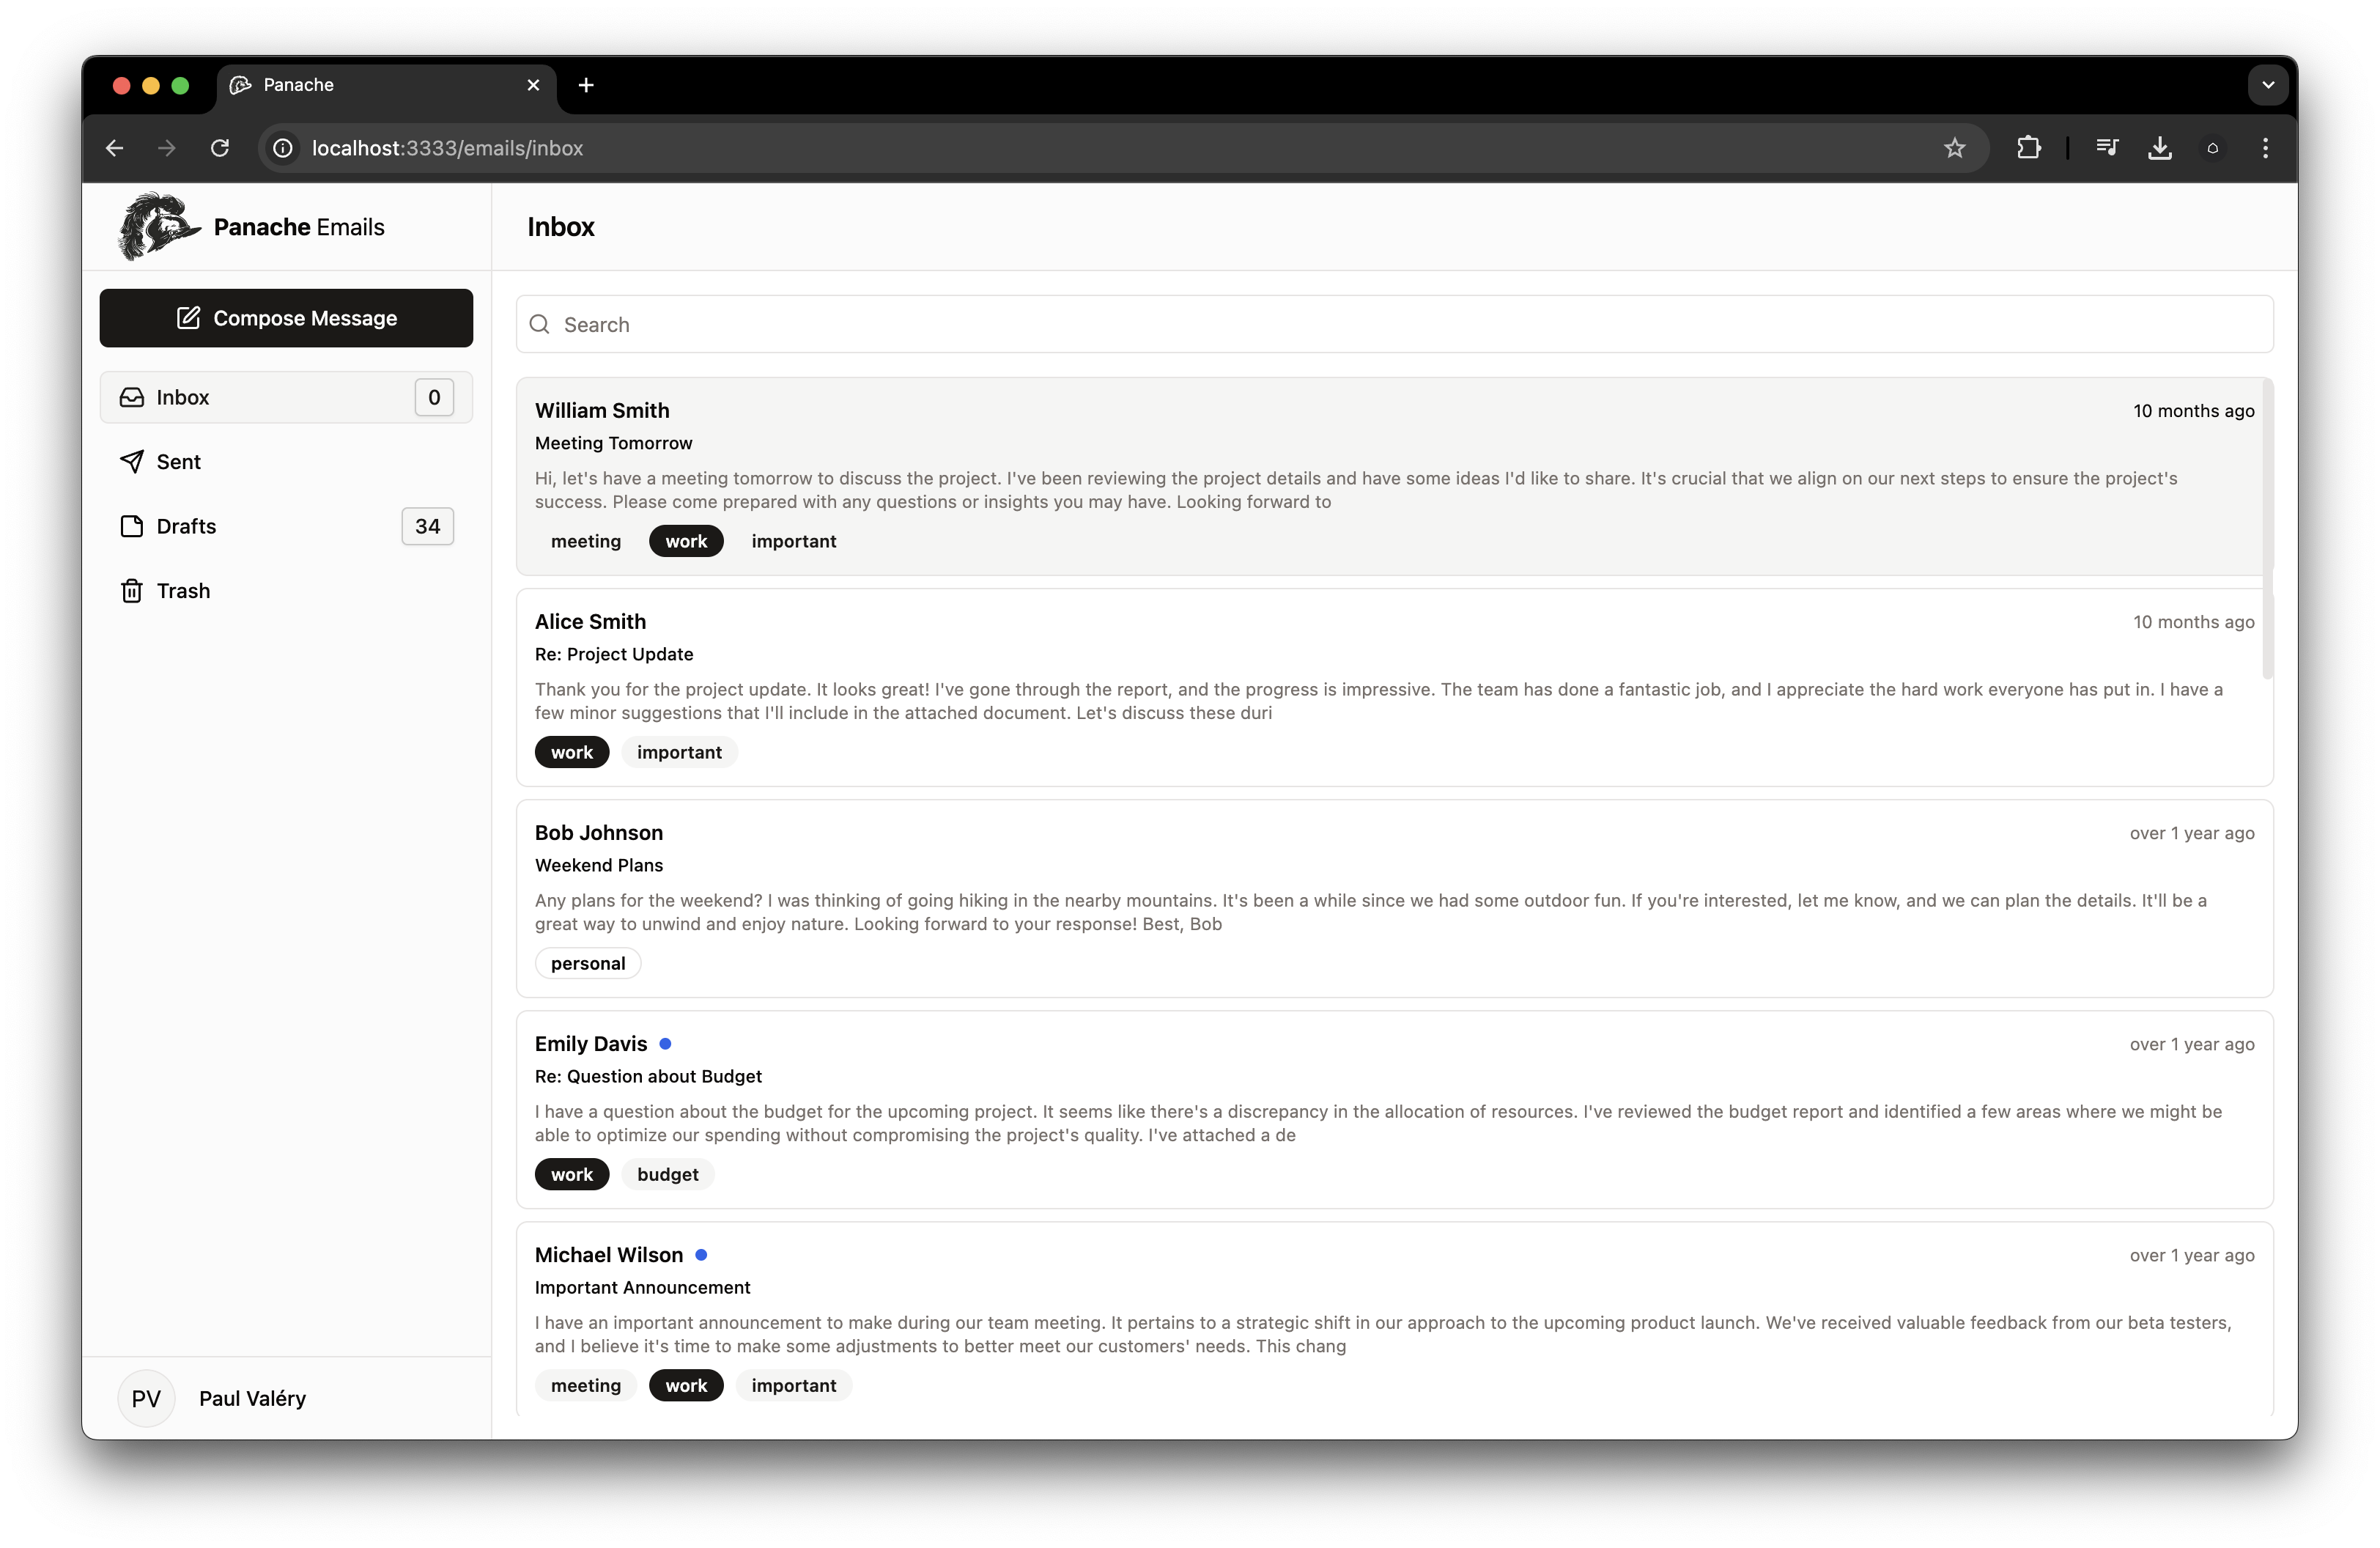 Panache
localhost:3333/emails/inbox
Panache Emails
Inbox
Compose Message
Inbox 0
Sent
Drafts 34
Trash
Search
William Smith 10 months ago
Meeting Tomorrow
Hi, let's have a meeting tomorrow to discuss the project. I've been reviewing the project details and have some ideas I'd like to share. It's crucial that we align on our next steps to ensure the project's
success. Please come prepared with any questions or insights you may have. Looking forward to
meeting work important
Alice Smith 10 months ago
Re: Project Update
Thank you for the project update. It looks great! I've gone through the report, and the progress is impressive. The team has done a fantastic job, and I appreciate the hard work everyone has put in. I have a
few minor suggestions that I'll include in the attached document. Let's discuss these duri
work important
Bob Johnson over 1 year ago
Weekend Plans
Any plans for the weekend? I was thinking of going hiking in the nearby mountains. It's been a while since we had some outdoor fun. If you're interested, let me know, and we can plan the details. It'll be a
great way to unwind and enjoy nature. Looking forward to your response! Best, Bob
personal
Emily Davis over 1 year ago
Re: Question about Budget
I have a question about the budget for the upcoming project. It seems like there's a discrepancy in the allocation of resources. I've reviewed the budget report and identified a few areas where we might be
able to optimize our spending without compromising the project's quality. I've attached a de
work budget
Michael Wilson over 1 year ago
Important Announcement
I have an important announcement to make during our team meeting. It pertains to a strategic shift in our approach to the upcoming product launch. We've received valuable feedback from our beta testers,
and I believe it's time to make some adjustments to better meet our customers' needs. This chang
meeting work important
PV Paul Valéry